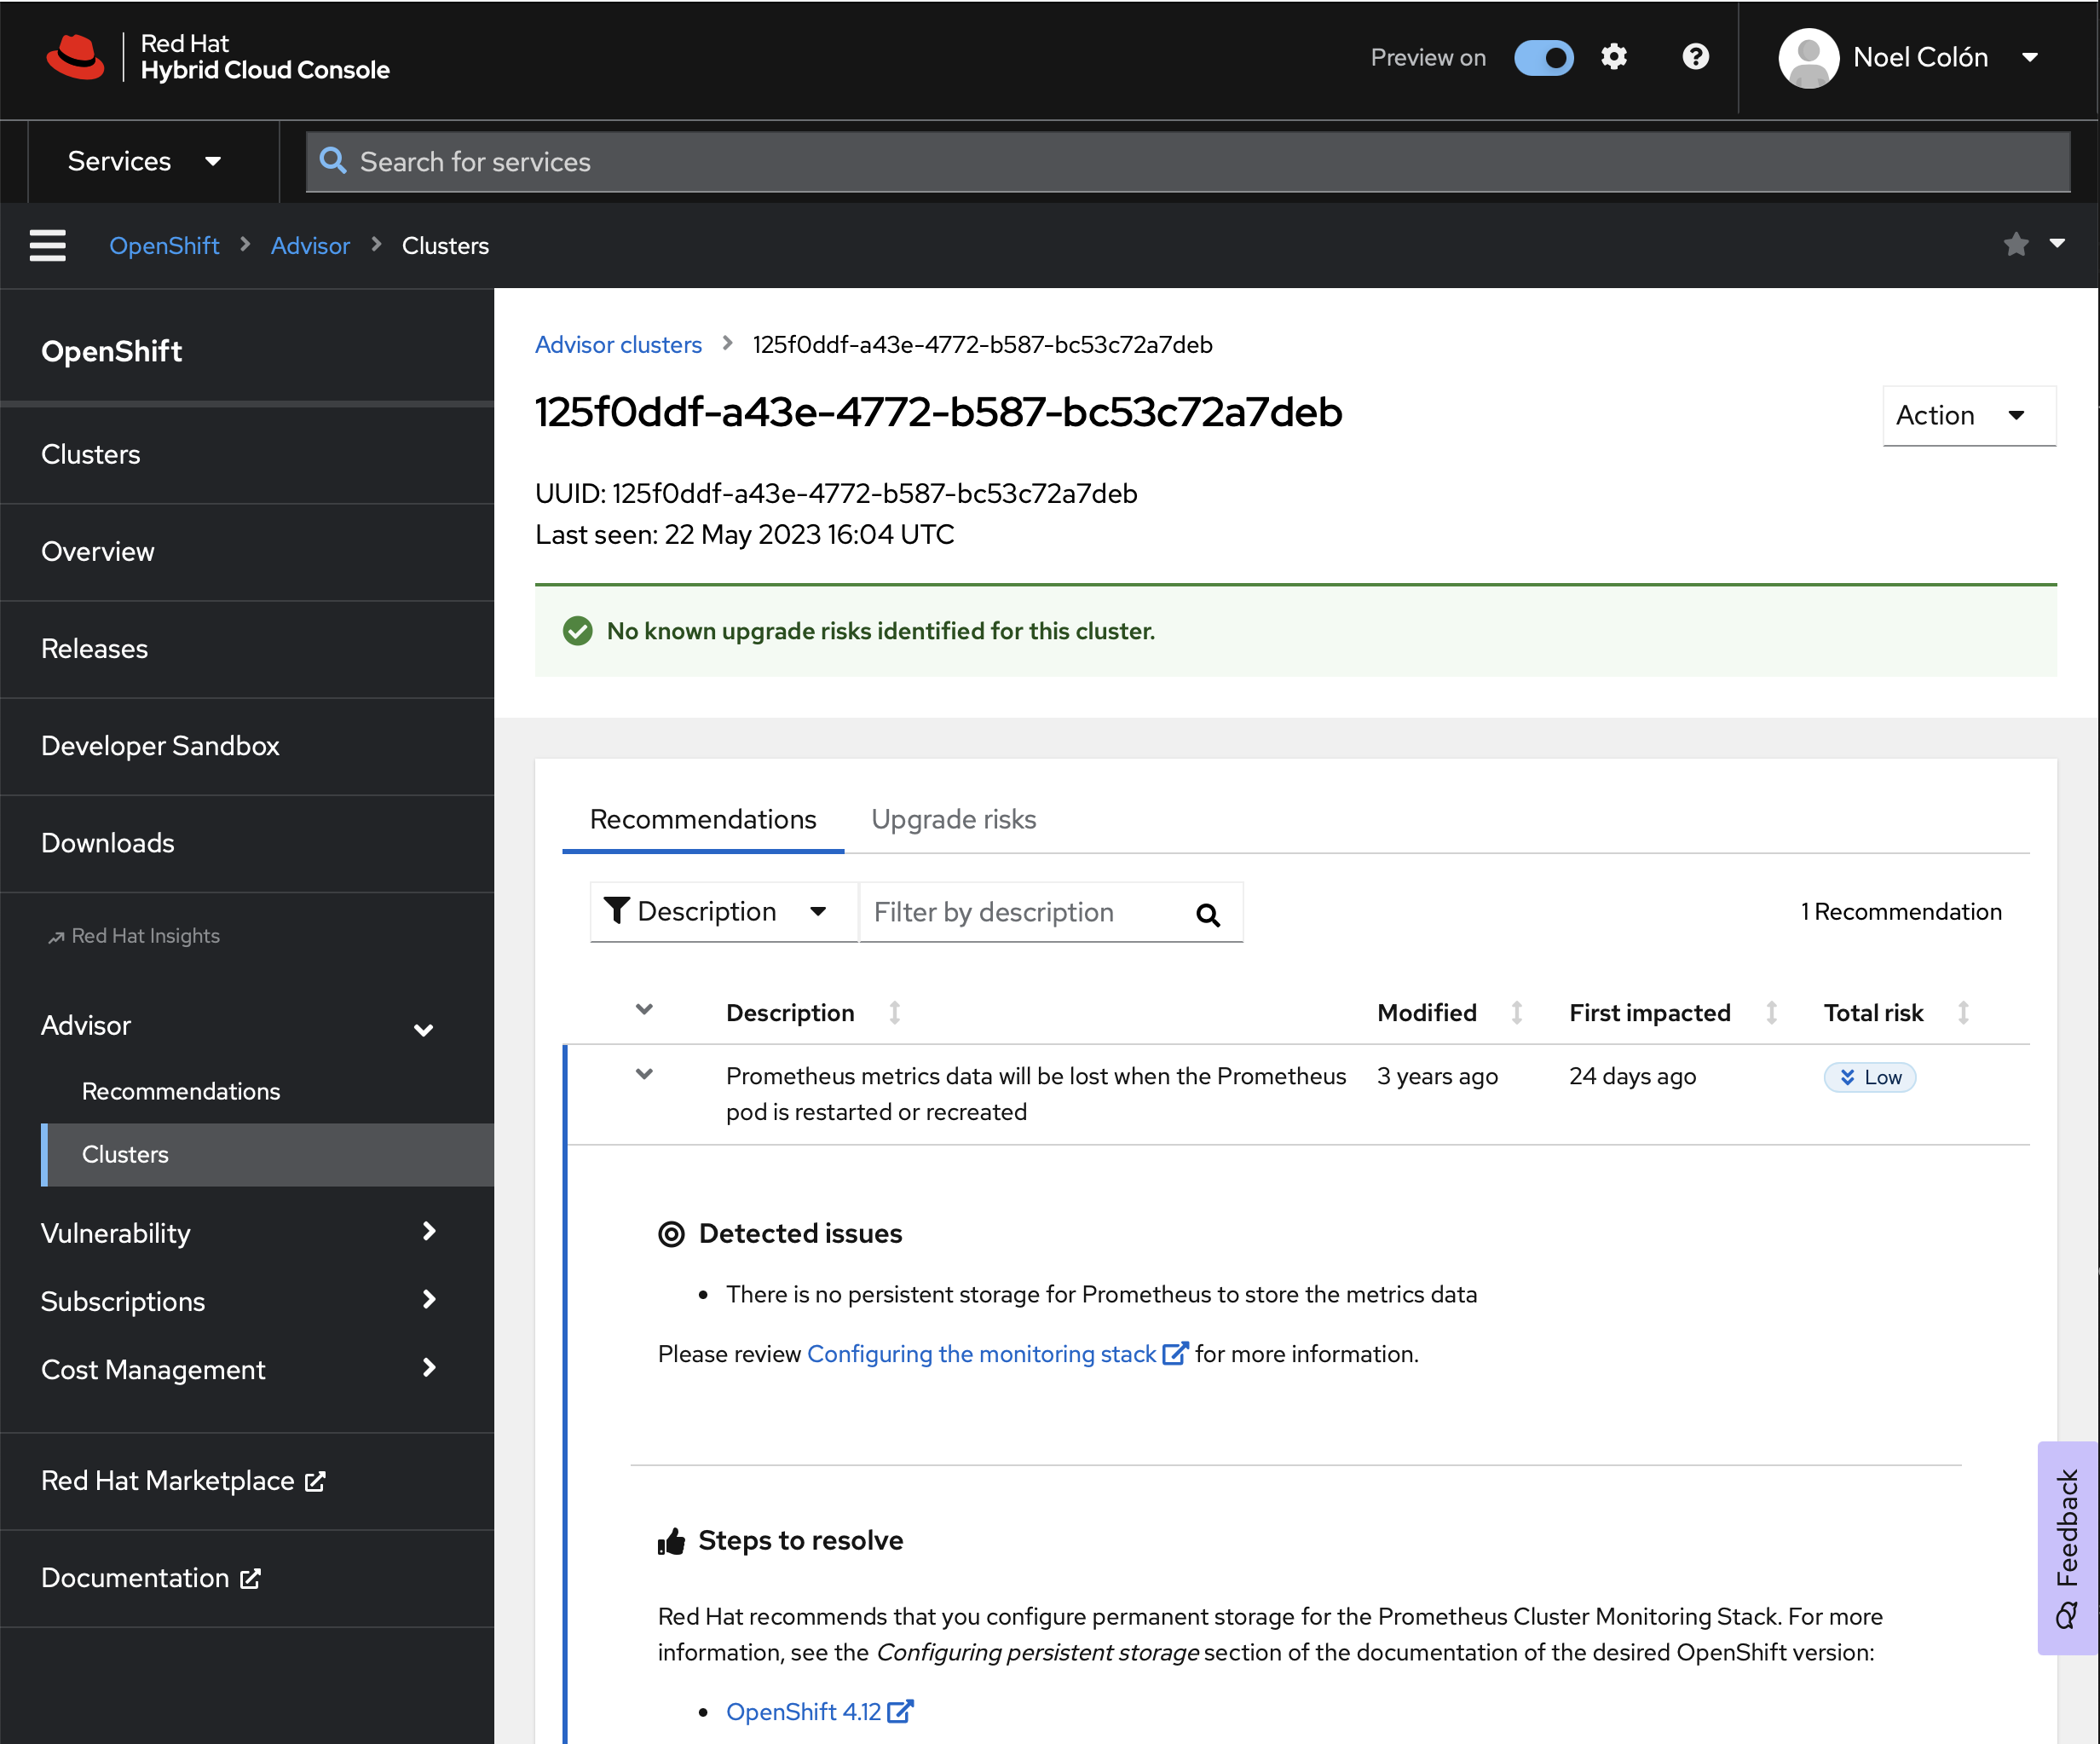 Red Hat
Hybrid Cloud Console
Preview on
Noel Colón
Services
Search for services
OpenShift
Advisor
Clusters
OpenShift
Clusters
Overview
Releases
Developer Sandbox
Downloads
Red Hat Insights
Advisor
Recommendations
Clusters
Vulnerability
Subscriptions
Cost Management
Red Hat Marketplace
Documentation
Advisor clusters
125f0ddf-a43e-4772-b587-bc53c72a7deb
125f0ddf-a43e-4772-b587-bc53c72a7deb
Action
UUID: 125f0ddf-a43e-4772-b587-bc53c72a7deb
Last seen: 22 May 2023 16:04 UTC
No known upgrade risks identified for this cluster.
Recommendations
Upgrade risks
Description
Filter by description
1 Recommendation
Description
Modified
First impacted
Total risk
Prometheus metrics data will be lost when the Prometheus
pod is restarted or recreated
3 years ago
24 days ago
Low
Detected issues
• There is no persistent storage for Prometheus to store the metrics data
Please review Configuring the monitoring stack for more information.
Steps to resolve
Red Hat recommends that you configure permanent storage for the Prometheus Cluster Monitoring Stack. For more
information, see the Configuring persistent storage section of the documentation of the desired OpenShift version:
• OpenShift 4.12
Feedback